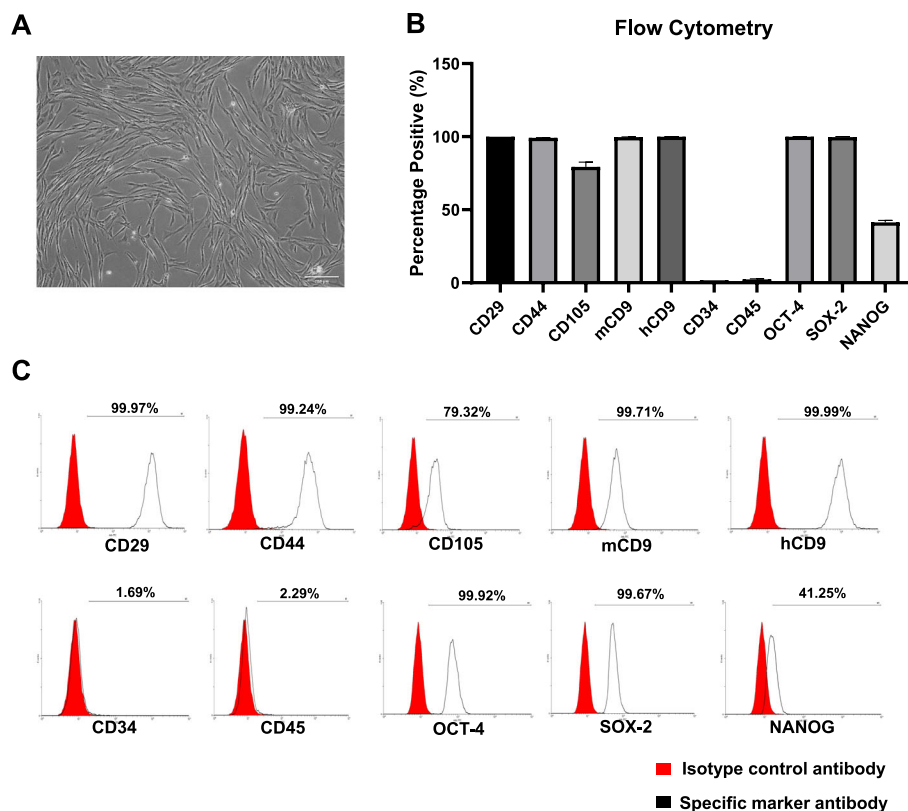 A
B
Flow Cytometry
Percentage Positive (%)
150
100
50
0
CD29
CD44
CD105
mCD9
hCD9
CD34
CD45
OCT-4
SOX-2
NANOG
C
99.97%
99.24%
79.32%
99.71%
99.99%
CD29
CD44
CD105
mCD9
hCD9
1.69%
2.29%
99.92%
99.67%
41.25%
CD34
CD45
OCT-4
SOX-2
NANOG
Isotype control antibody
Specific marker antibody